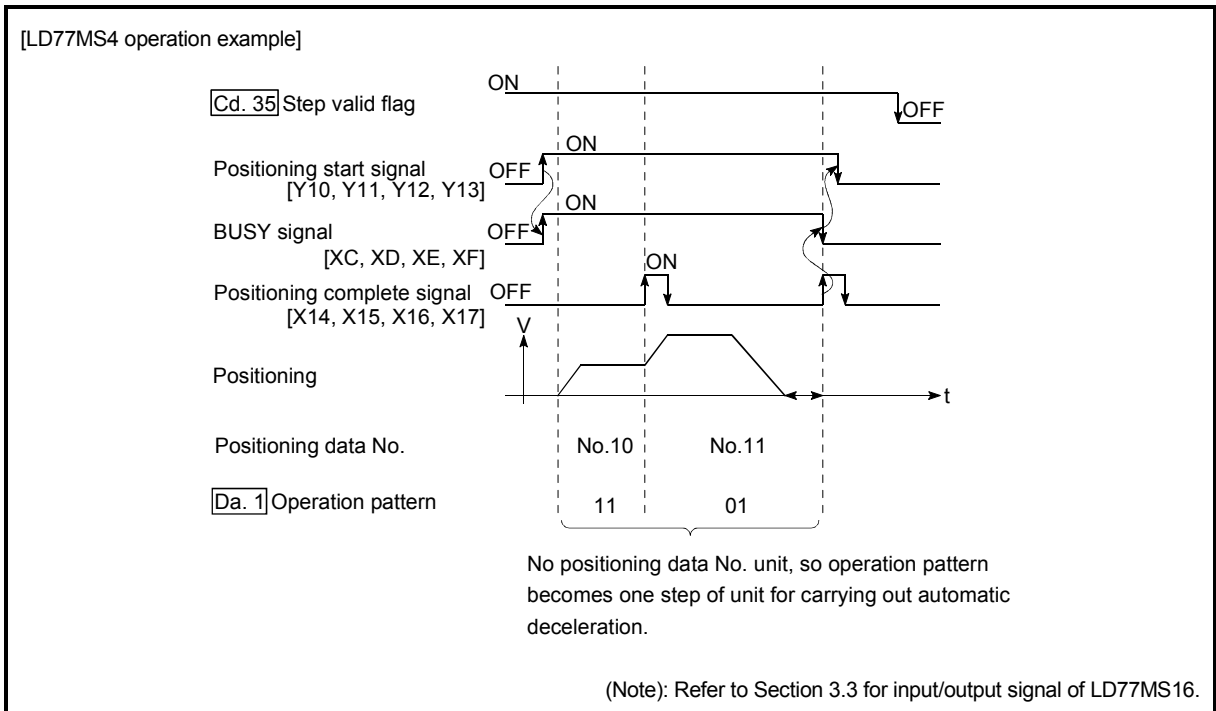 [LD77MS4 operation example]
ON
Cd. 35 Step valid flag
OFF
ON
Positioning start signal
OFF
[Y10, Y11, Y12, Y13]
ON
BUSY signal
OFF
[XC, XD, XE, XF]
ON
Positioning complete signal
OFF
[X14, X15, X16, X17]
V
Positioning
t
Positioning data No.
No.10
No.11
Da. 1 Operation pattern
11
01
No positioning data No. unit, so operation pattern
becomes one step of unit for carrying out automatic
deceleration.
(Note): Refer to Section 3.3 for input/output signal of LD77MS16.